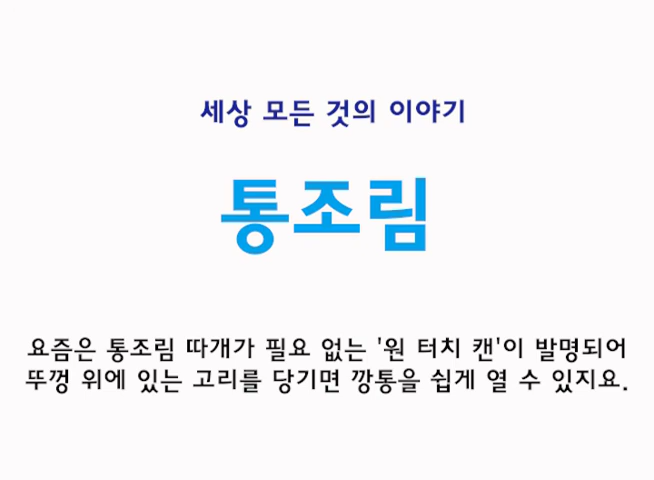 세상 모든 것의 이야기
통조림
요즘은 통조림 따개가 필요 없는 '원 터치 캔'이 발명되어
뚜껑 위에 있는 고리를 당기면 깡통을 쉽게 열 수 있지요.